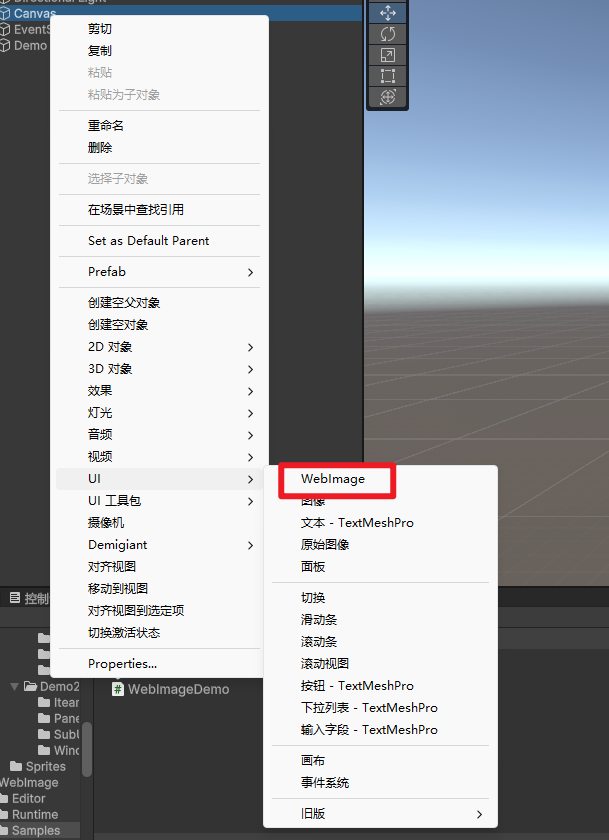 Directional Light
Canvas
Demo
剪切
复制
粘贴
粘贴为子对象
重命名
删除
选择子对象
在场景中查找引用
Set as Default Parent
Prefab
创建空父对象
创建空对象
2D 对象
3D 对象
效果
灯光
音频
视频
UI
UI 工具包
摄像机
Demigiant
对齐视图
移动到视图
对齐视图到选定项
切换激活状态
Properties...
WebImage
图像
文本 - TextMeshPro
原始图像
面板
切换
滑动条
滚动条
滚动视图
按钮 - TextMeshPro
下拉列表 - TextMeshPro
输入字段 - TextMeshPro
画布
事件系统
旧版
控制
Demo2
Sprites
WebImage
Editor
Runtime
Samples
WebImageDemo